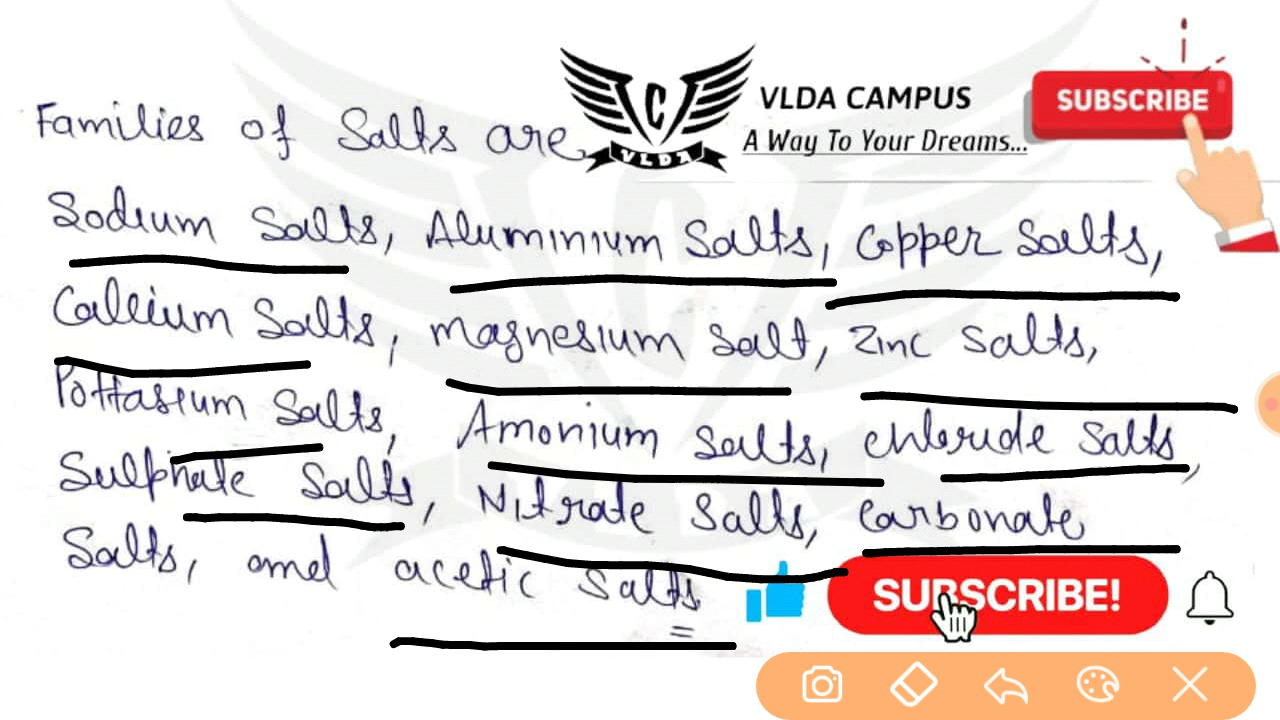 VLDA CAMPUS
A Way To Your Dreams...
SUBSCRIBE
C
VLDA
Families of Salts are
Sodium Salts, Aluminium Salts, Copper Salts,
Calcium Salts, Magnesium Salt, Zinc Salts,
Pottasium Salts, Amonium Salts, Chloride Salts,
Sulphate Salts, Nitrate Salts, Carbonate
Salts, and acetic Salts
SUBSCRIBE!